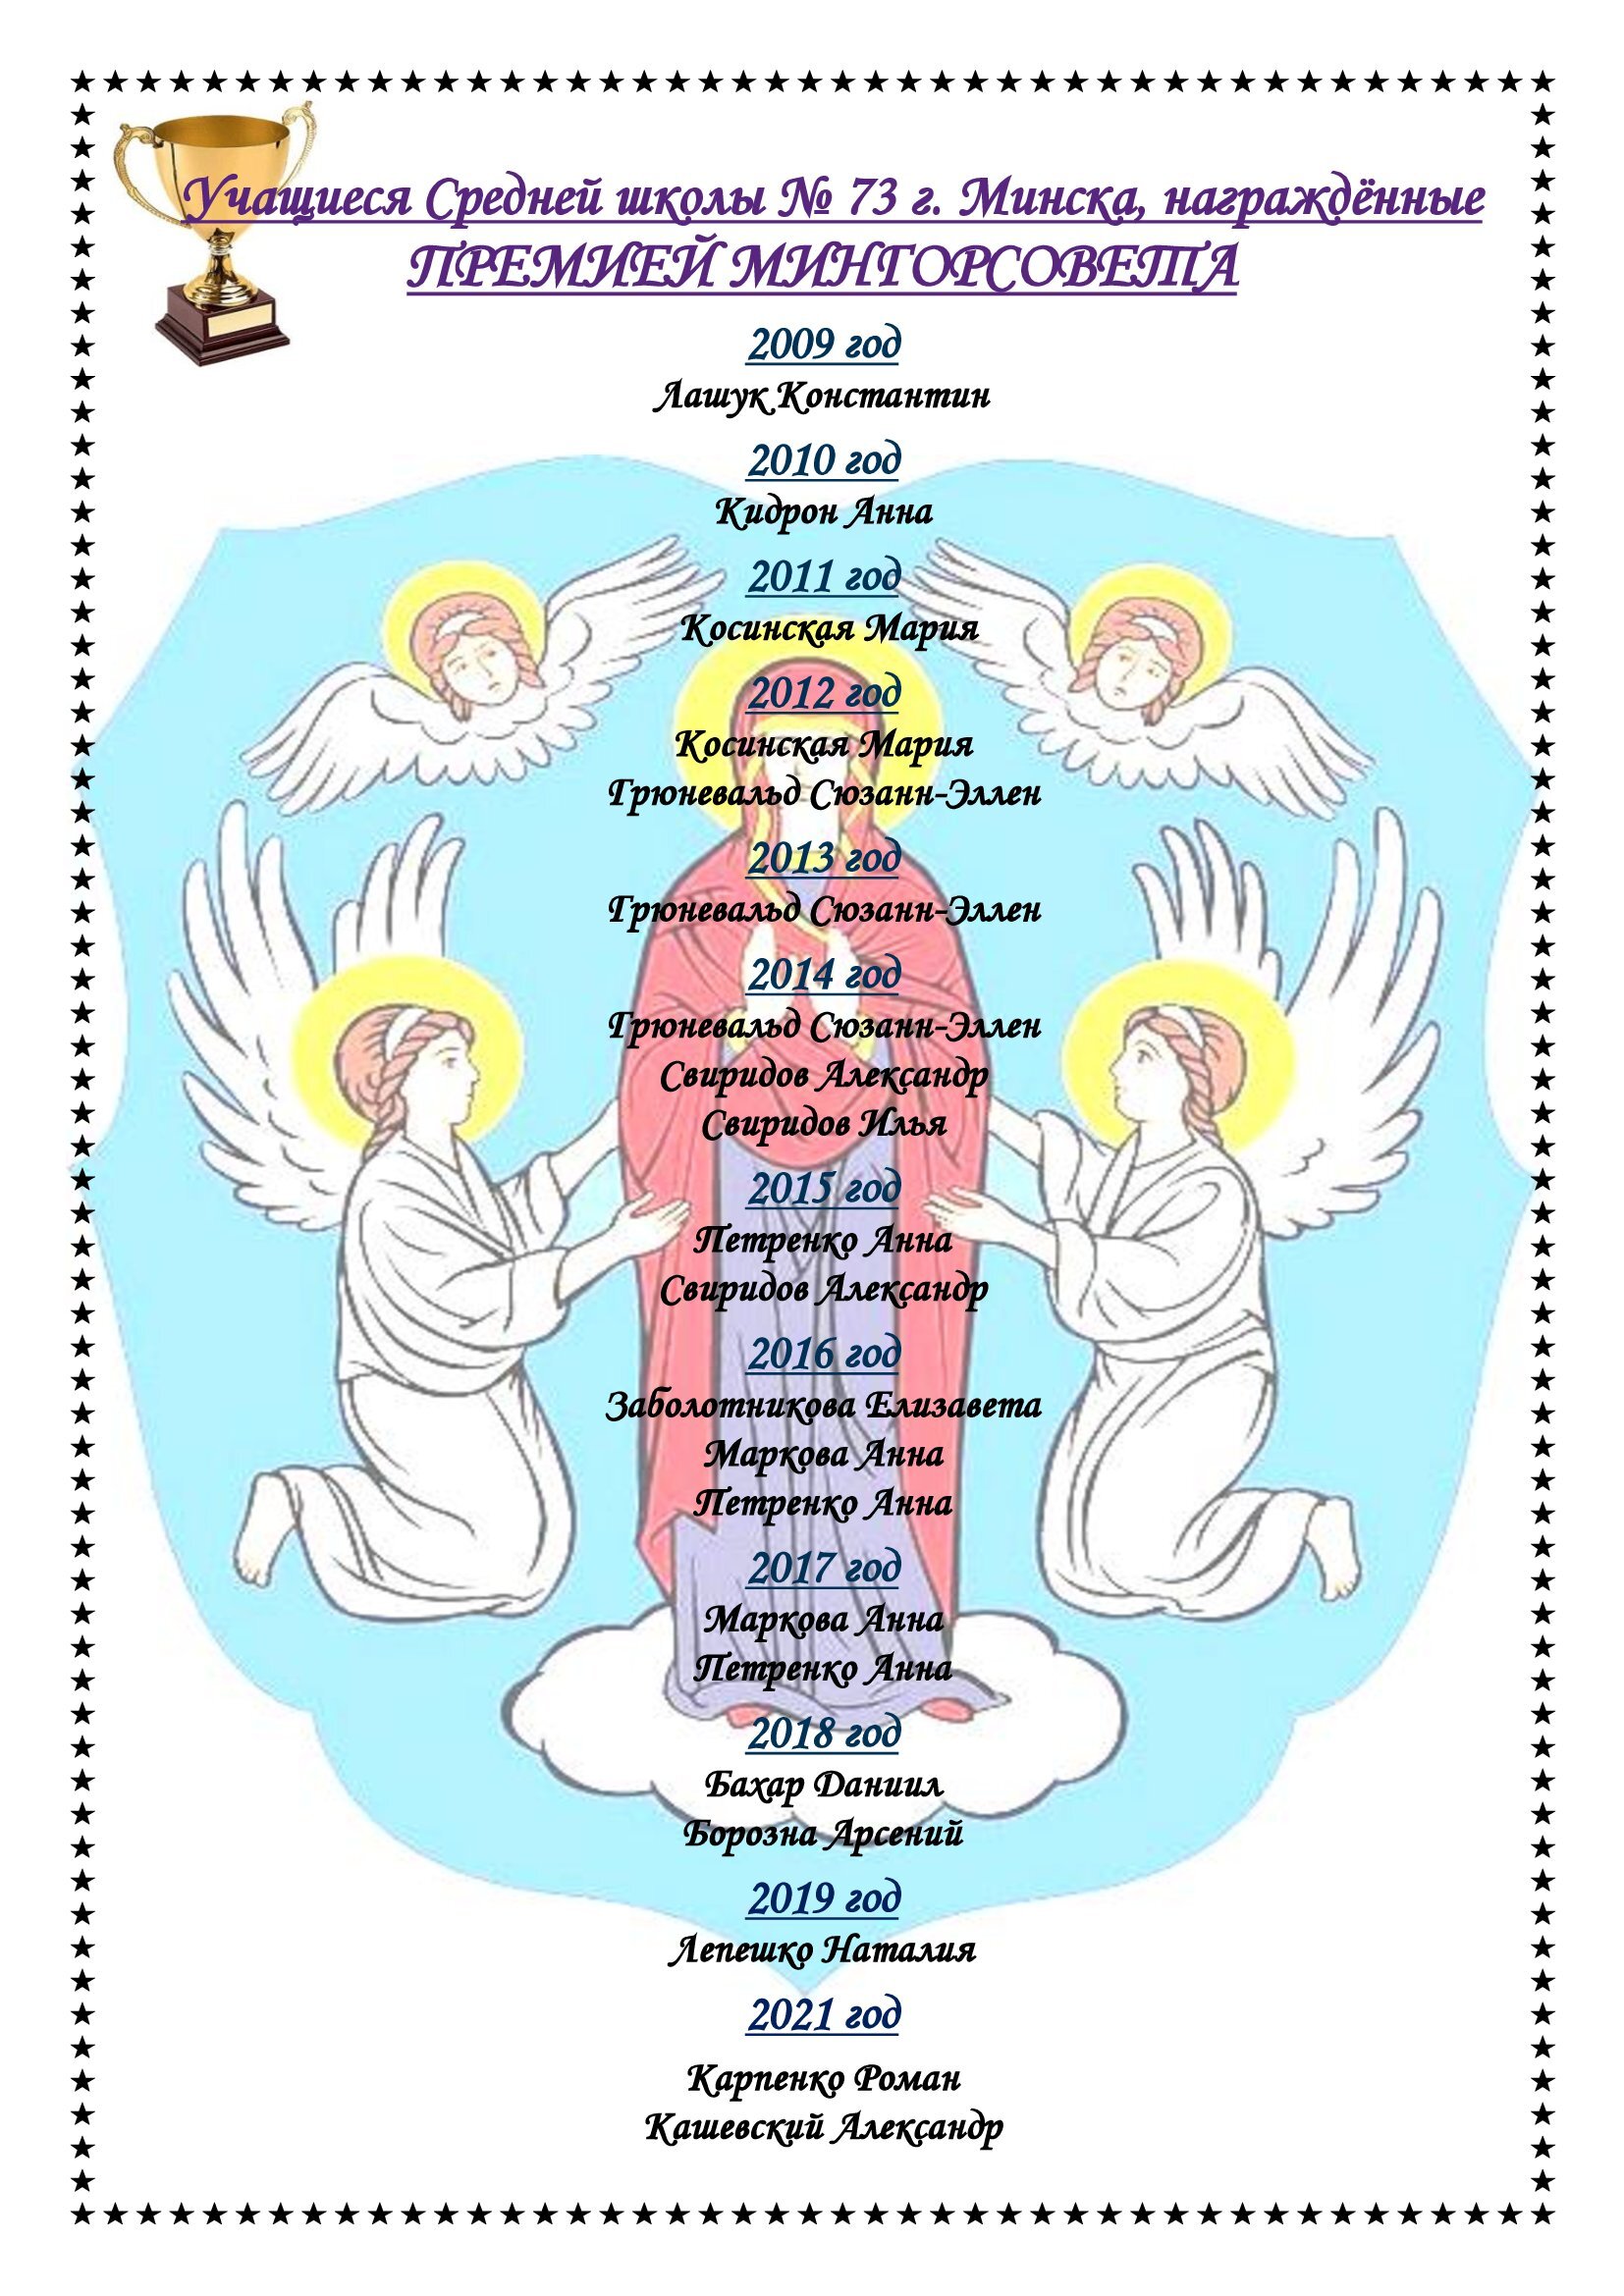 Учащиеся Средней школы № 73 г. Минска, награждённые
ПРЕМИЕЙ МИНГОРСОВЕТА
2009 год
Лашук Константин
2010 год
Кидрон Анна
2011 год
Косинская Мария
2012 год
Косинская Мария
Грюневальд Сюзанн-Эллен
2013 год
Грюневальд Сюзанн-Эллен
2014 год
Грюневальд Сюзанн-Эллен
Свиридов Александр
Свиридов Илья
2015 год
Петренко Анна
Свиридов Александр
2016 год
Заболотникова Елизавета
Маркова Анна
Петренко Анна
2017 год
Маркова Анна
Петренко Анна
2018 год
Бахар Даниил
Борозна Арсений
2019 год
Лепешко Наталия
2021 год
Карпенко Роман
Кашевский Александр